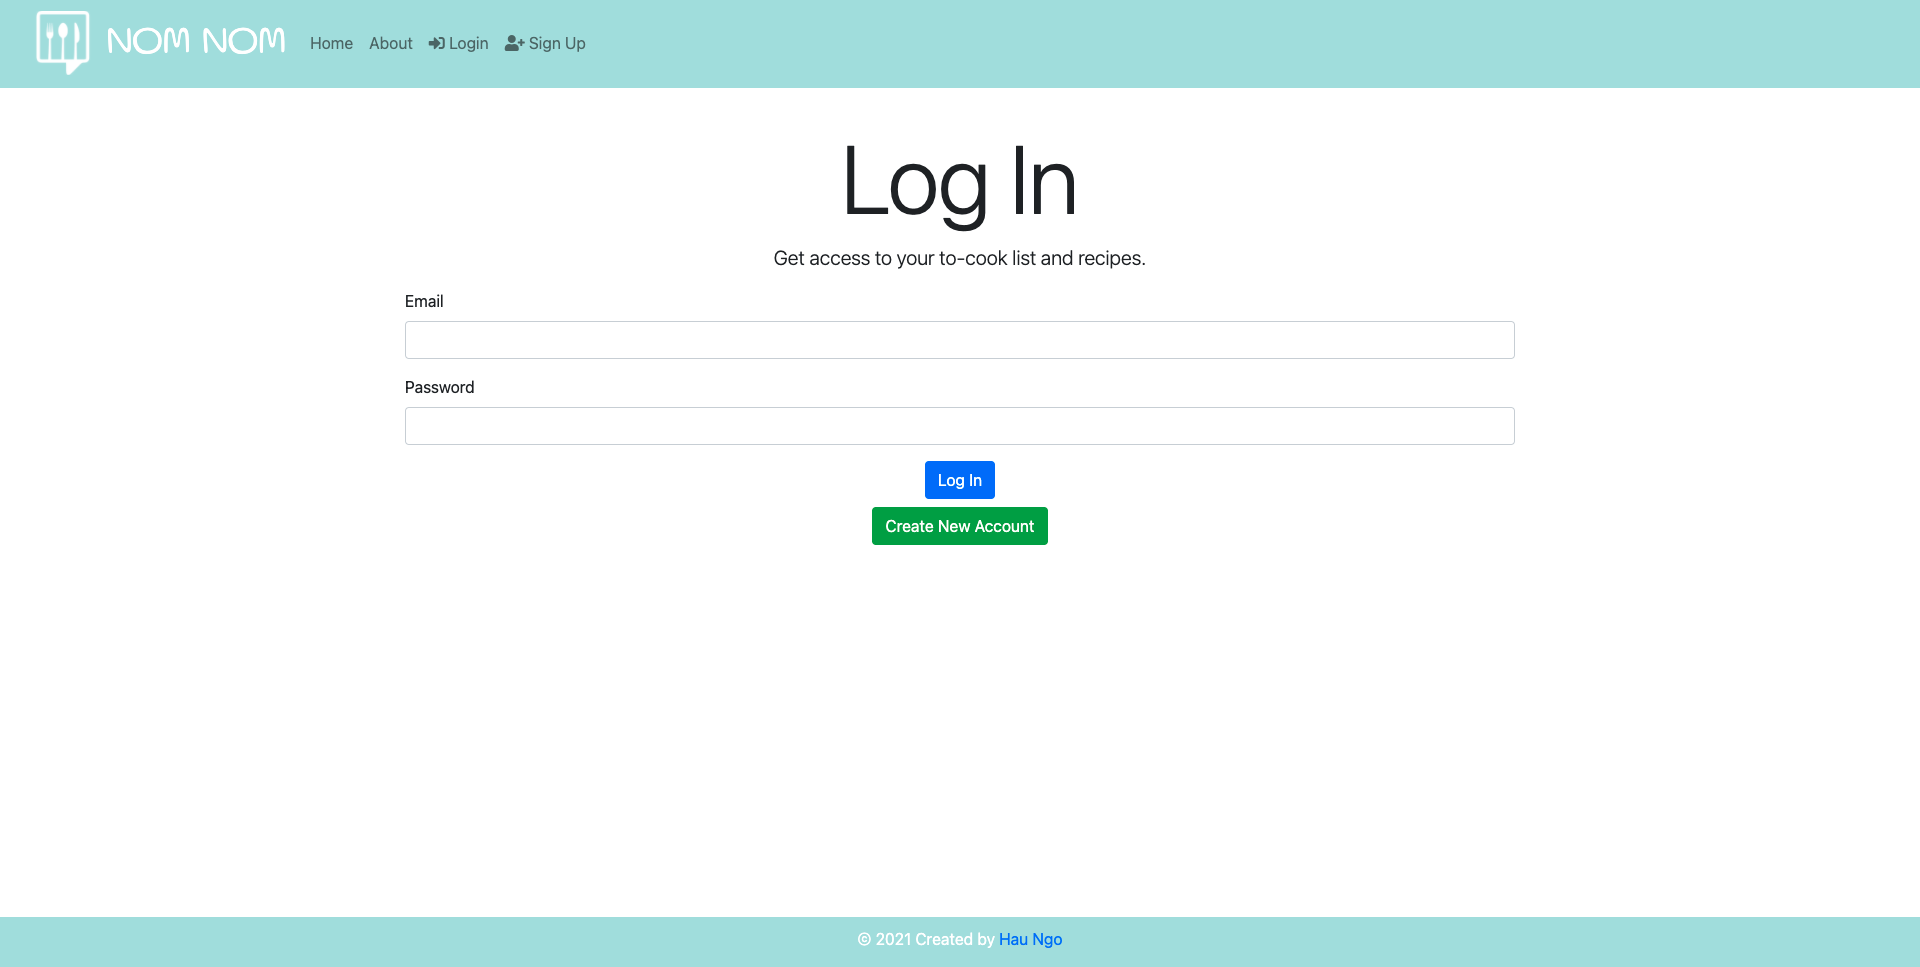 NOM NOM Home About Login Sign Up
Log In
Get access to your to-cook list and recipes.
Email
Password
Log In
Create New Account
© 2021 Created by Hau Ngo